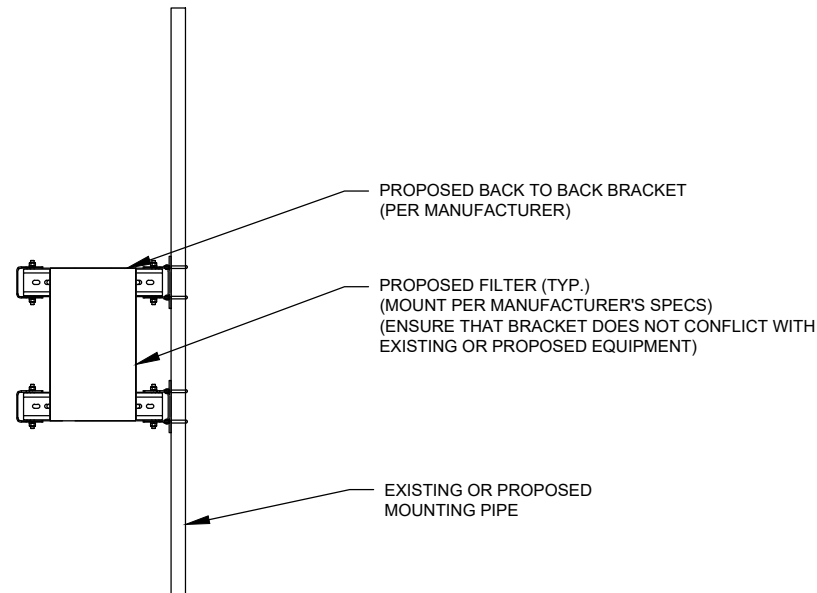 PROPOSED BACK TO BACK BRACKET
(PER MANUFACTURER)
PROPOSED FILTER (TYP.)
(MOUNT PER MANUFACTURER'S SPECS)
(ENSURE THAT BRACKET DOES NOT CONFLICT WITH
EXISTING OR PROPOSED EQUIPMENT)
EXISTING OR PROPOSED
MOUNTING PIPE